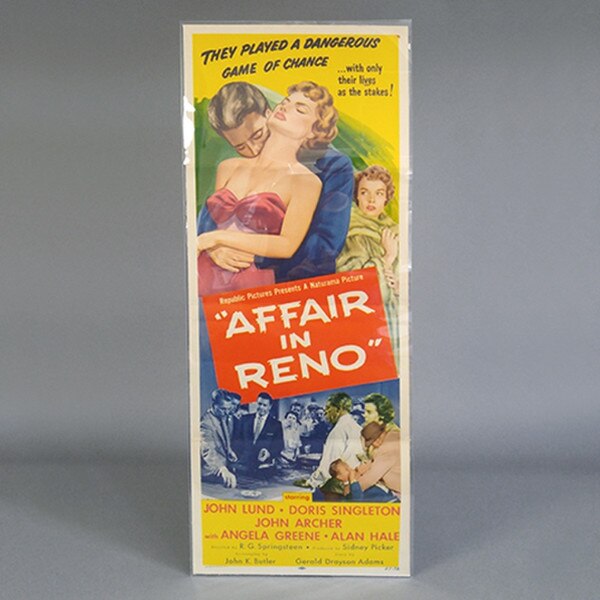 THEY PLAYED A DANGEROUS
GAME OF CHANCE
...with only
their lives
as the stakes!
Republic Pictures Presents A Naturama Picture
"AFFAIR
IN
RENO"
starring
JOHN LUND · DORIS SINGLETON
JOHN ARCHER
with ANGELA GREENE · ALAN HALE
Directed by R. G. Springsteen · Produced by Sidney Picker
John K. Butler
Gerald Drayson Adams